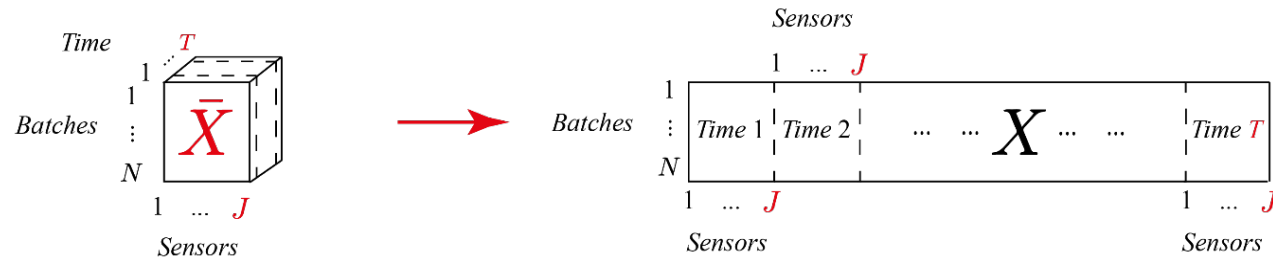 Sensors
Time T
1 ... 1 ... J
1 1
Batches ⋮ X̄ Batches ⋮ Time 1 Time 2 ... ... X ... ... Time T
N N
1 ... J 1 ... J 1 ... J
Sensors Sensors Sensors